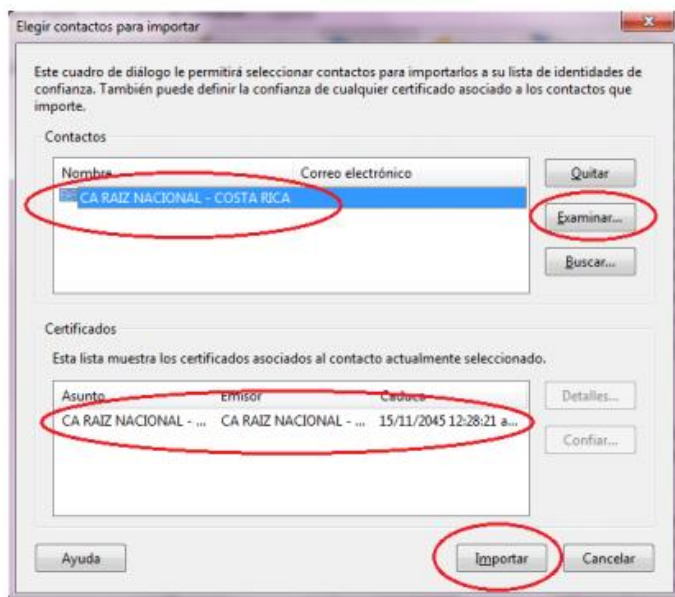 Elegir contactos para importar
Este cuadro de diálogo le permitirá seleccionar contactos para importarlos a su lista de identidades de
confianza. También puede definir la confianza de cualquier certificado asociado a los contactos que
importe.
Contactos
Nombre Correo electrónico
CA RAIZ NACIONAL - COSTA RICA
Quitar
Examinar...
Buscar...
Certificados
Esta lista muestra los certificados asociados al contacto actualmente seleccionado.
Asunto Emisor Caduca
CA RAIZ NACIONAL - ... CA RAIZ NACIONAL - ... 15/11/2045 12:28:21 a...
Detalles...
Confiar...
Ayuda Importar Cancelar